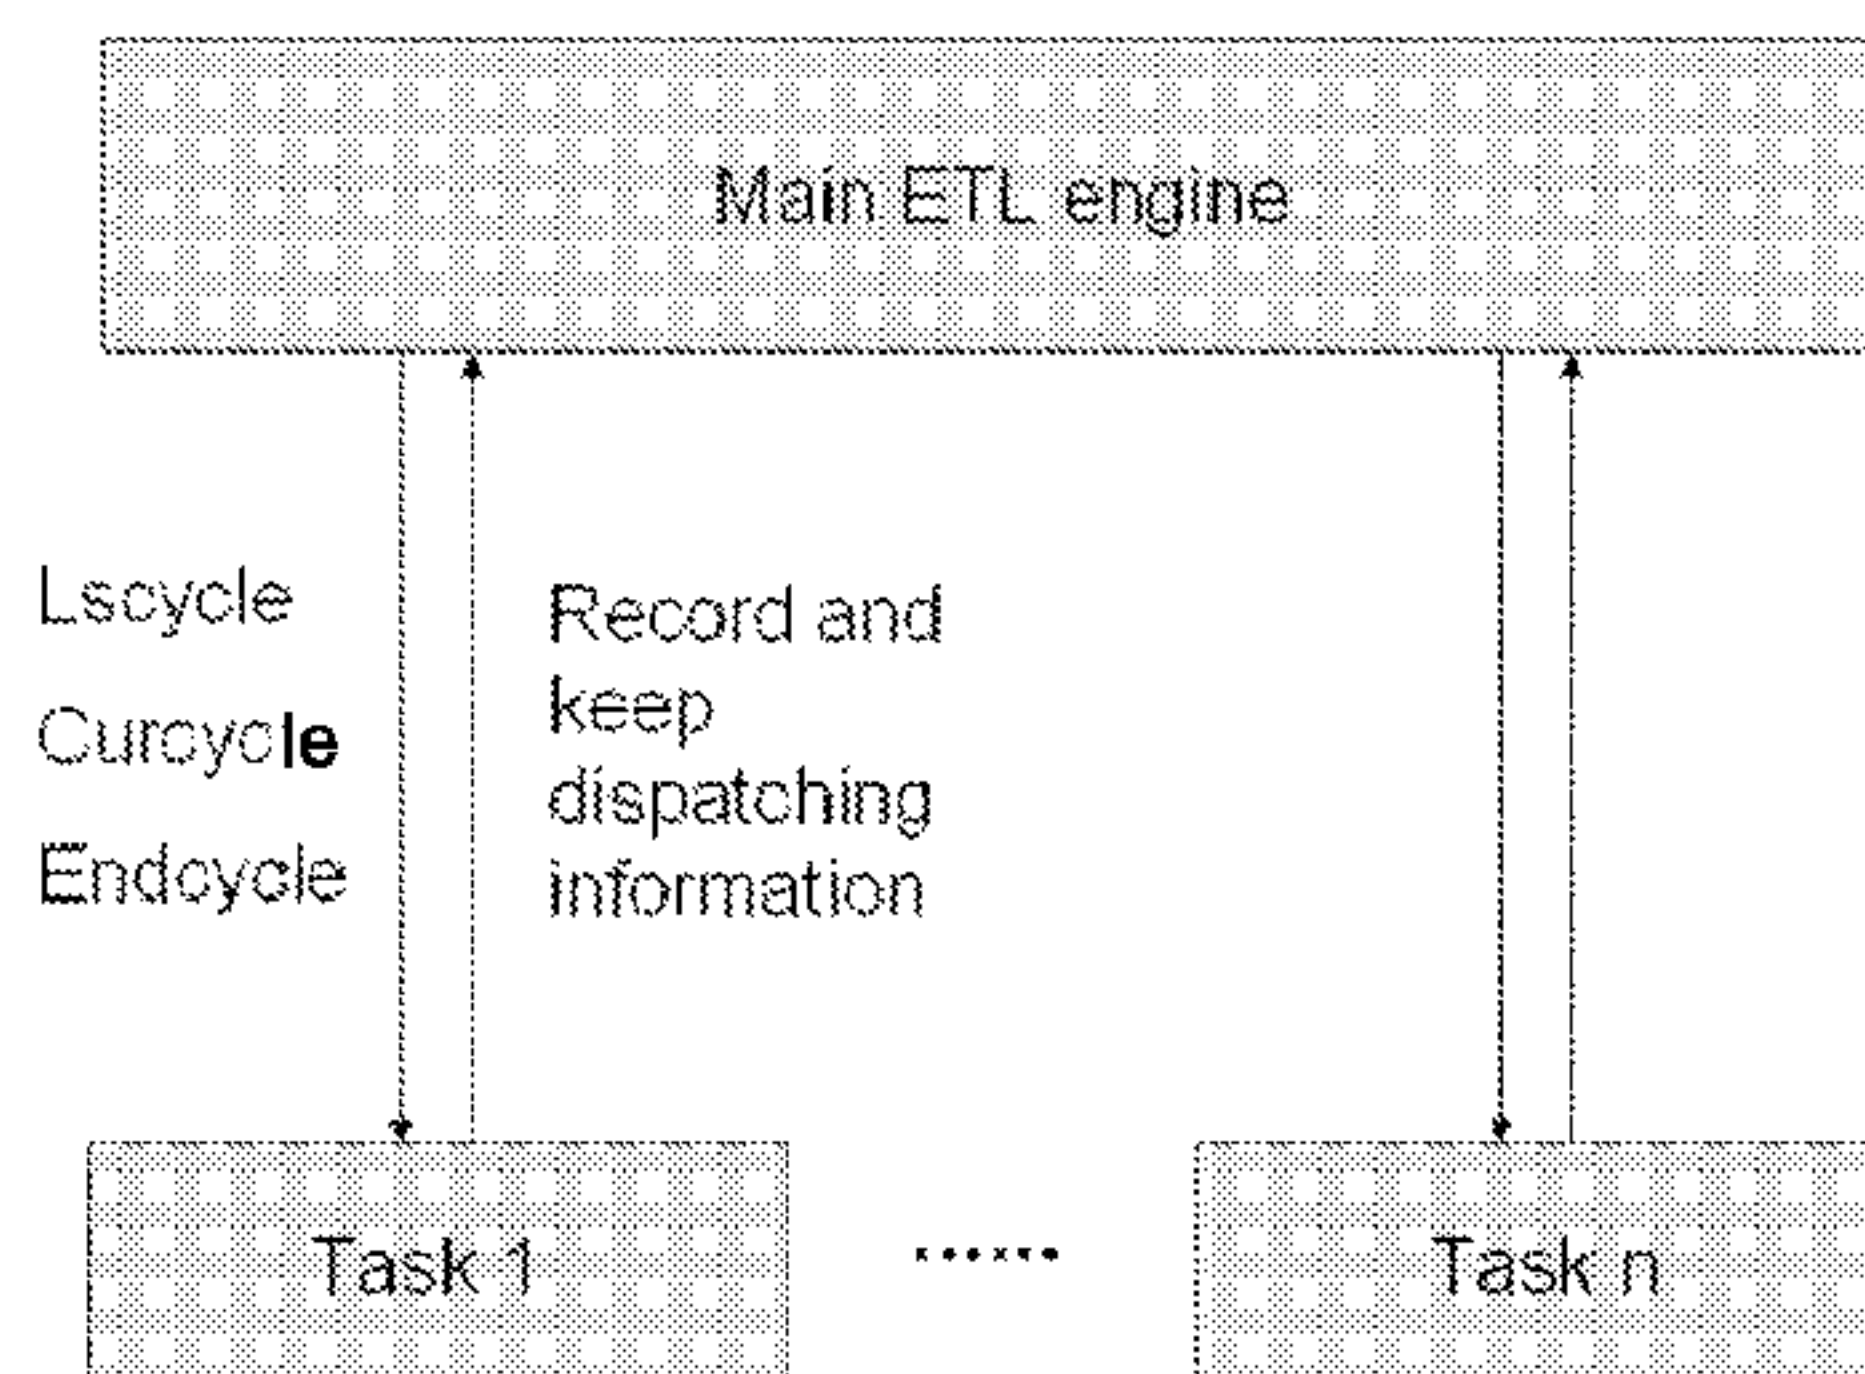 Main ETL engine
Lscycle
Curcycle
Endcycle
Record and
keep
dispatching
information
Task 1
......
Task n